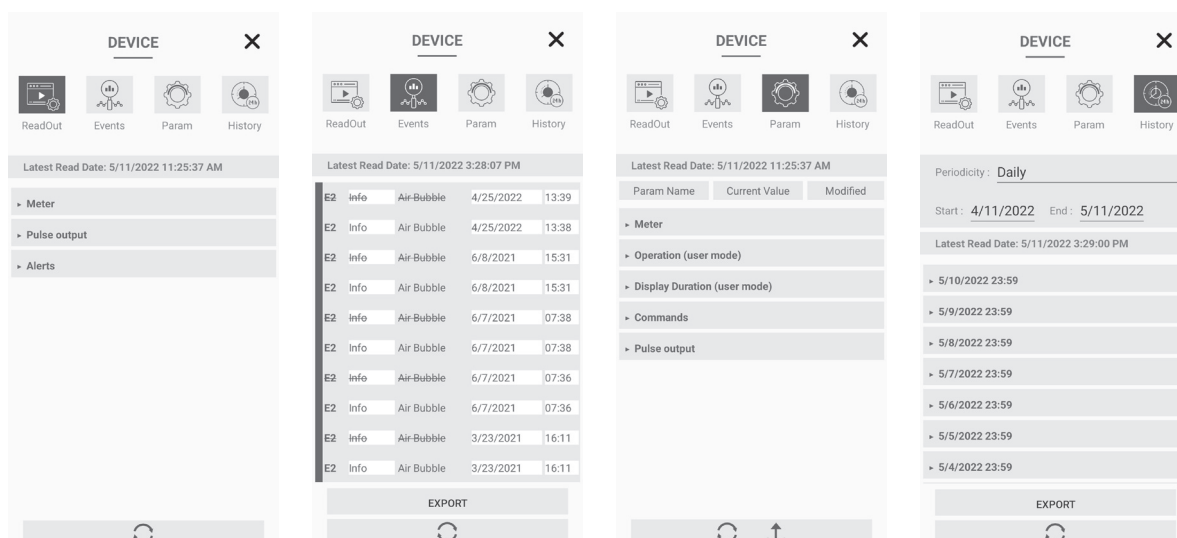 DEVICE
ReadOut Events Param History
Latest Read Date: 5/11/2022 11:25:37 AM
Meter
Pulse output
Alerts
DEVICE
ReadOut Events Param History
Latest Read Date: 5/11/2022 3:28:07 PM
E2 Info Air Bubble 4/25/2022 13:39
E2 Info Air Bubble 4/25/2022 13:38
E2 Info Air Bubble 6/8/2021 15:31
E2 Info Air Bubble 6/8/2021 15:31
E2 Info Air Bubble 6/7/2021 07:38
E2 Info Air Bubble 6/7/2021 07:38
E2 Info Air Bubble 6/7/2021 07:36
E2 Info Air Bubble 6/7/2021 07:36
E2 Info Air Bubble 3/23/2021 16:11
E2 Info Air Bubble 3/23/2021 16:11
EXPORT
DEVICE
ReadOut Events Param History
Latest Read Date: 5/11/2022 11:25:37 AM
Param Name Current Value Modified
Meter
Operation (user mode)
Display Duration (user mode)
Commands
Pulse output
DEVICE
ReadOut Events Param History
Periodicity : Daily
Start : 4/11/2022 End : 5/11/2022
Latest Read Date: 5/11/2022 3:29:00 PM
5/10/2022 23:59
5/9/2022 23:59
5/8/2022 23:59
5/7/2022 23:59
5/6/2022 23:59
5/5/2022 23:59
5/4/2022 23:59
EXPORT